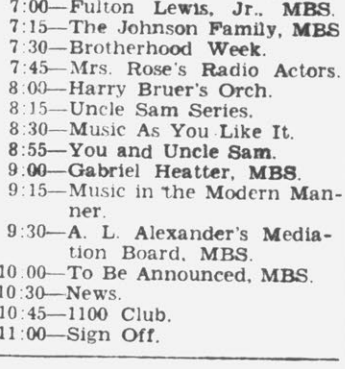 7:00—Fulton Lewis, Jr., MBS.
7:15—The Johnson Family, MBS
7:30—Brotherhood Week.
7:45—Mrs. Rose's Radio Actors.
8:00—Harry Bruer's Orch.
8:15—Uncle Sam Series.
8:30—Music As You Like It.
8:55—You and Uncle Sam.
9:00—Gabriel Heatter, MBS.
9:15—Music in the Modern Man-
ner.
9:30—A. L. Alexander's Media-
tion Board, MBS.
10.00—To Be Announced, MBS.
10:30—News.
10:45—1100 Club.
11:00—Sign Off.